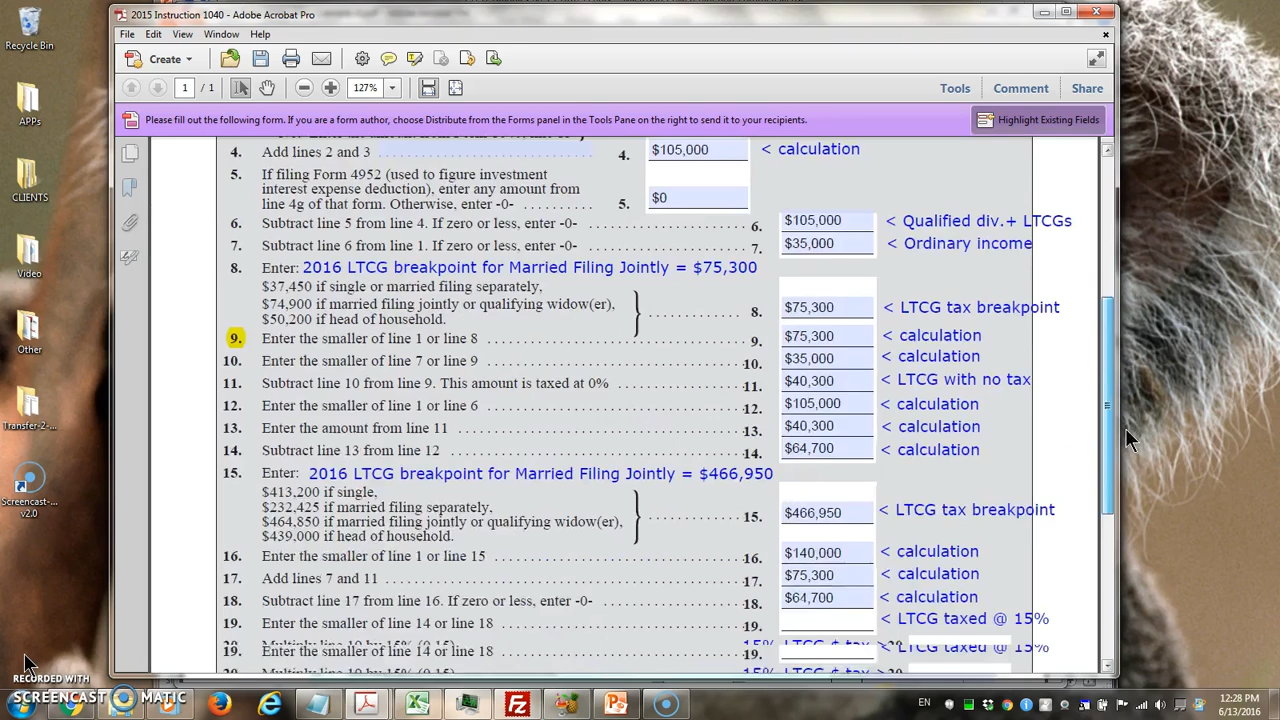 2015 Instruction 1040 - Adobe Acrobat Pro
File Edit View Window Help
Create
1 / 1 127% Tools Comment Share
Please fill out the following form. If you are a form author, choose Distribute from the Forms panel in the Tools Pane on the right to send it to your recipients. Highlight Existing Fields
4. Add lines 2 and 3 4. $105,000 < calculation
5. If filing Form 4952 (used to figure investment
interest expense deduction), enter any amount from
line 4g of that form. Otherwise, enter -0- .......... 5. $0
6. Subtract line 5 from line 4. If zero or less, enter -0- 6. $105,000 < Qualified div.+ LTCGs
7. Subtract line 6 from line 1. If zero or less, enter -0- 7. $35,000 < Ordinary income
8. Enter: 2016 LTCG breakpoint for Married Filing Jointly = $75,300
$37,450 if single or married filing separately,
$74,900 if married filing jointly or qualifying widow(er), 8. $75,300 < LTCG tax breakpoint
$50,200 if head of household.
9. Enter the smaller of line 1 or line 8 9. $75,300 < calculation
10. Enter the smaller of line 7 or line 9 10. $35,000 < calculation
11. Subtract line 10 from line 9. This amount is taxed at 0% 11. $40,300 < LTCG with no tax
12. Enter the smaller of line 1 or line 6 12. $105,000 < calculation
13. Enter the amount from line 11 13. $40,300 < calculation
14. Subtract line 13 from line 12 14. $64,700 < calculation
15. Enter: 2016 LTCG breakpoint for Married Filing Jointly = $466,950
$413,200 if single,
$232,425 if married filing separately, 15. $466,950 < LTCG tax breakpoint
$464,850 if married filing jointly or qualifying widow(er),
$439,000 if head of household.
16. Enter the smaller of line 1 or line 15 16. $140,000 < calculation
17. Add lines 7 and 11 17. $75,300 < calculation
18. Subtract line 17 from line 16. If zero or less, enter -0- 18. $64,700 < calculation
19. Enter the smaller of line 14 or line 18 19. < LTCG taxed @ 15%
19. Enter the smaller of line 14 or line 18 19. < LTCG taxed @ 15%
Recycle Bin
APPs
CLIENTS
Video
Other
Transfer-2-...
Screencast-...
v2.0
RECORDED WITH
SCREENCAST MATIC
EN
12:28 PM
6/13/2016